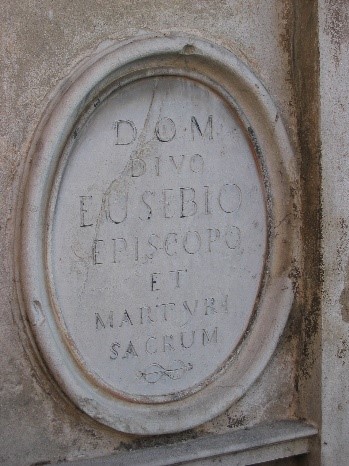 D·O·M
DIVO
EUSEBIO
EPISCOPO
ET
MARTYRI
SACRUM